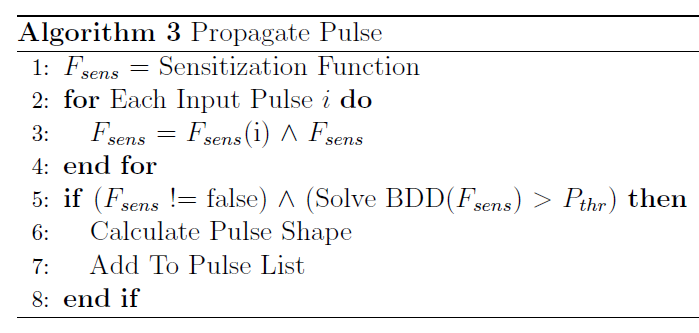 Algorithm 3 Propagate Pulse
1: F_sens = Sensitization Function
2: for Each Input Pulse i do
3: F_sens = F_sens(i) ∧ F_sens
4: end for
5: if (F_sens != false) ∧ (Solve BDD(F_sens) > P_thr) then
6: Calculate Pulse Shape
7: Add To Pulse List
8: end if